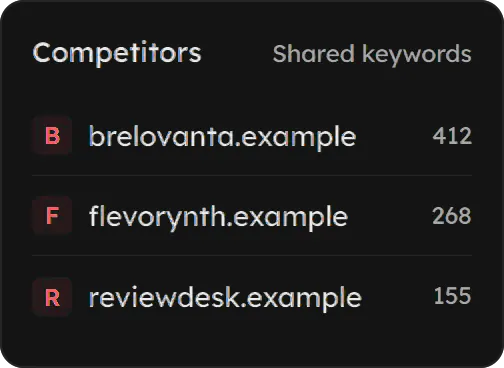 Competitors Shared keywords
B brelovanta.example 412
F flevorynth.example 268
R reviewdesk.example 155